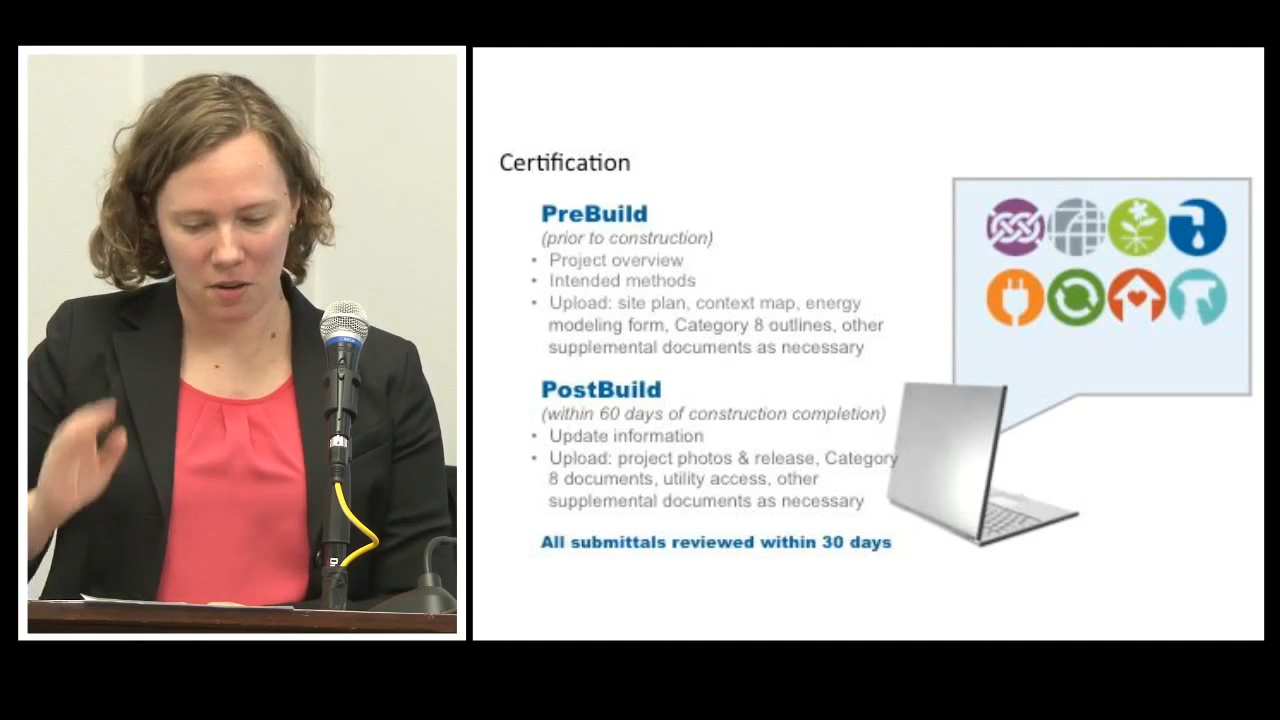 Certification
PreBuild
(prior to construction)
• Project overview
• Intended methods
• Upload: site plan, context map, energy
modeling form, Category 8 outlines, other
supplemental documents as necessary
PostBuild
(within 60 days of construction completion)
• Update information
• Upload: project photos & release, Category
8 documents, utility access, other
supplemental documents as necessary
All submittals reviewed within 30 days